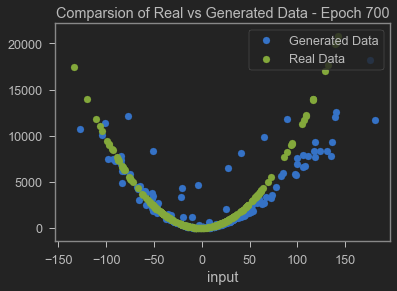 Comparsion of Real vs Generated Data - Epoch 700
Generated Data
Real Data
20000
15000
10000
5000
0
−150 −100 −50 0 50 100 150
input